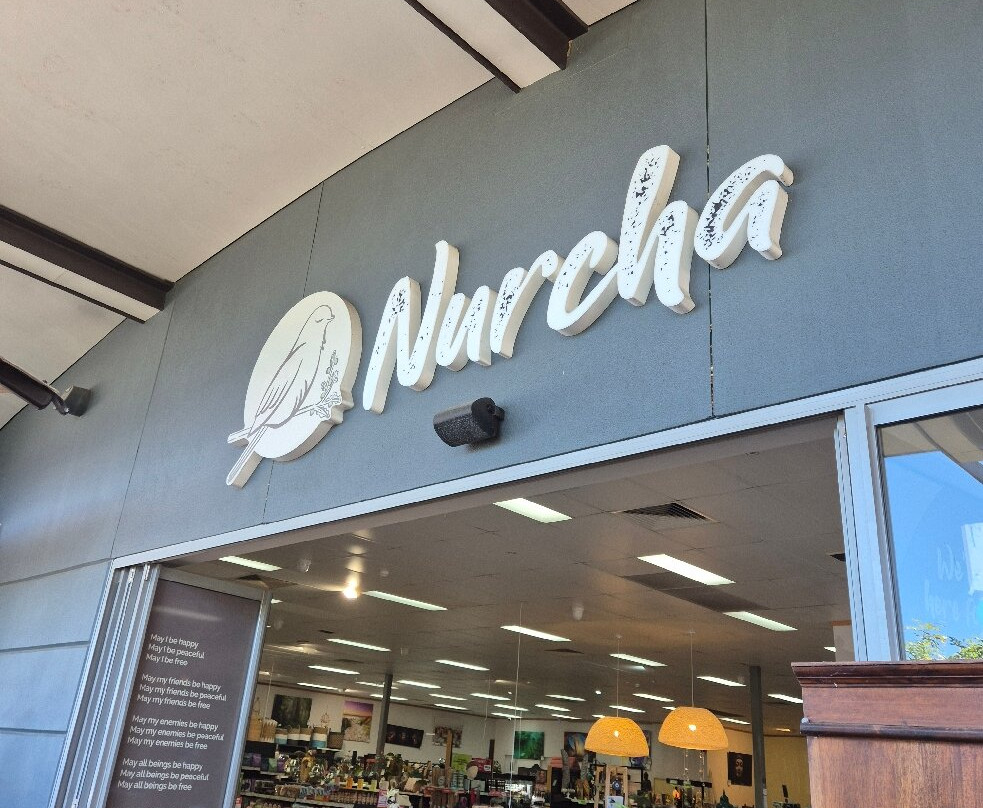 Nurcha
May I be happy
May I be peaceful
May I be free
May my friends be happy
May my friends be peaceful
May my friends be free
May my enemies be happy
May my enemies be peaceful
May my enemies be free
May all beings be happy
May all beings be peaceful
May all beings be free